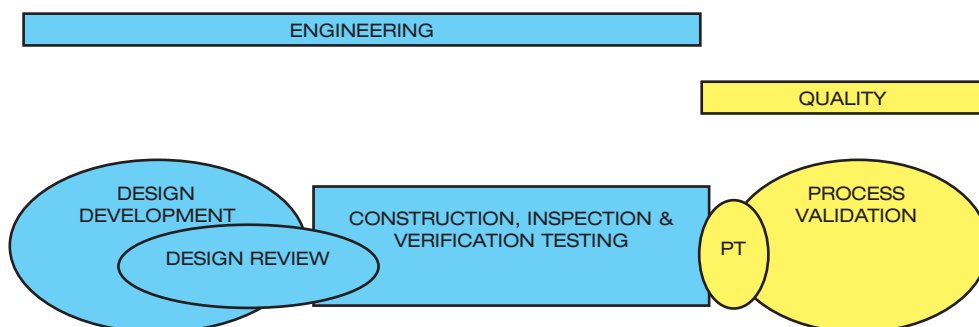 ENGINEERING
QUALITY
DESIGN
DEVELOPMENT
DESIGN REVIEW
CONSTRUCTION, INSPECTION &
VERIFICATION TESTING
PT
PROCESS
VALIDATION